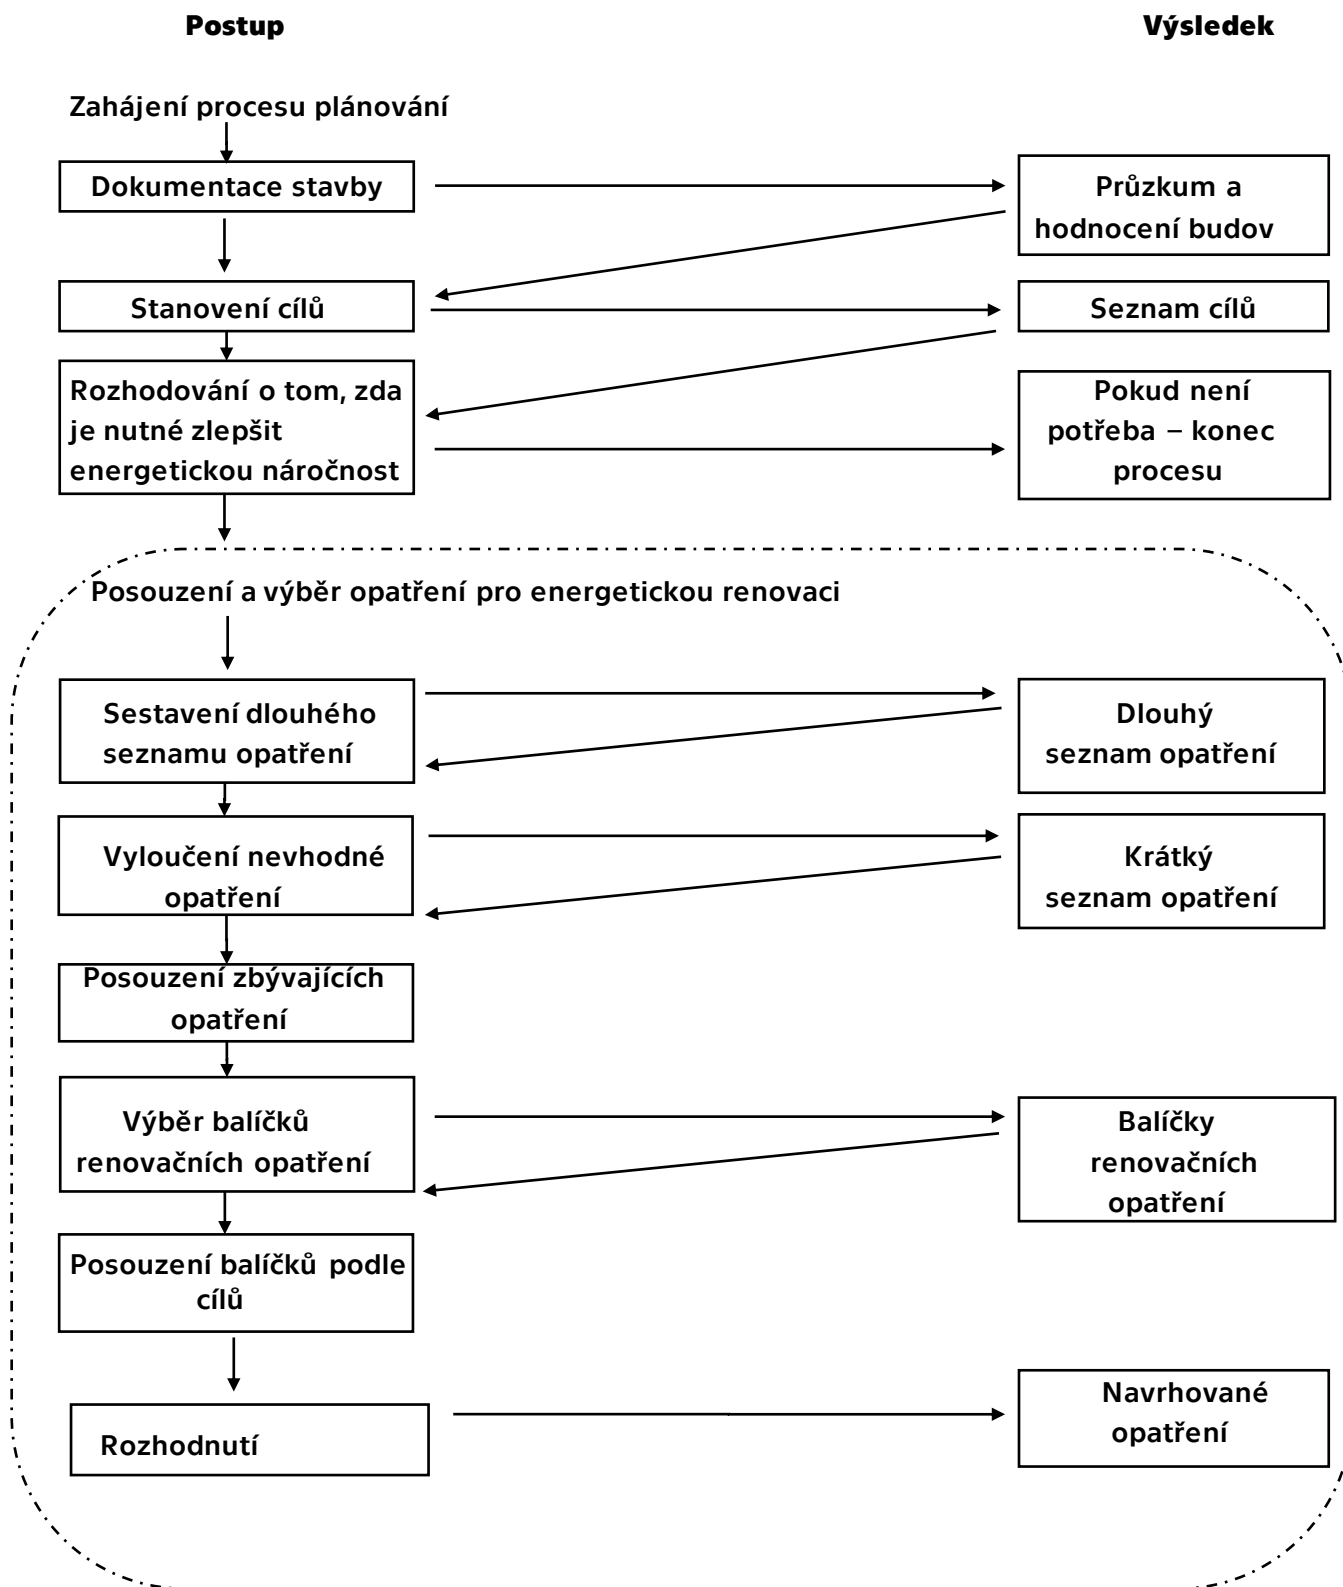 Postup
Výsledek
Zahájení procesu plánování
Dokumentace stavby
Průzkum a
hodnocení budov
Stanovení cílů
Seznam cílů
Rozhodování o tom, zda
je nutné zlepšit
energetickou náročnost
Pokud není
potřeba – konec
procesu
Posouzení a výběr opatření pro energetickou renovaci
Sestavení dlouhého
seznamu opatření
Dlouhý
seznam opatření
Vyloučení nevhodné
opatření
Krátký
seznam opatření
Posouzení zbývajících
opatření
Výběr balíčků
renovačních opatření
Balíčky
renovačních
opatření
Posouzení balíčků podle
cílů
Rozhodnutí
Navrhované
opatření